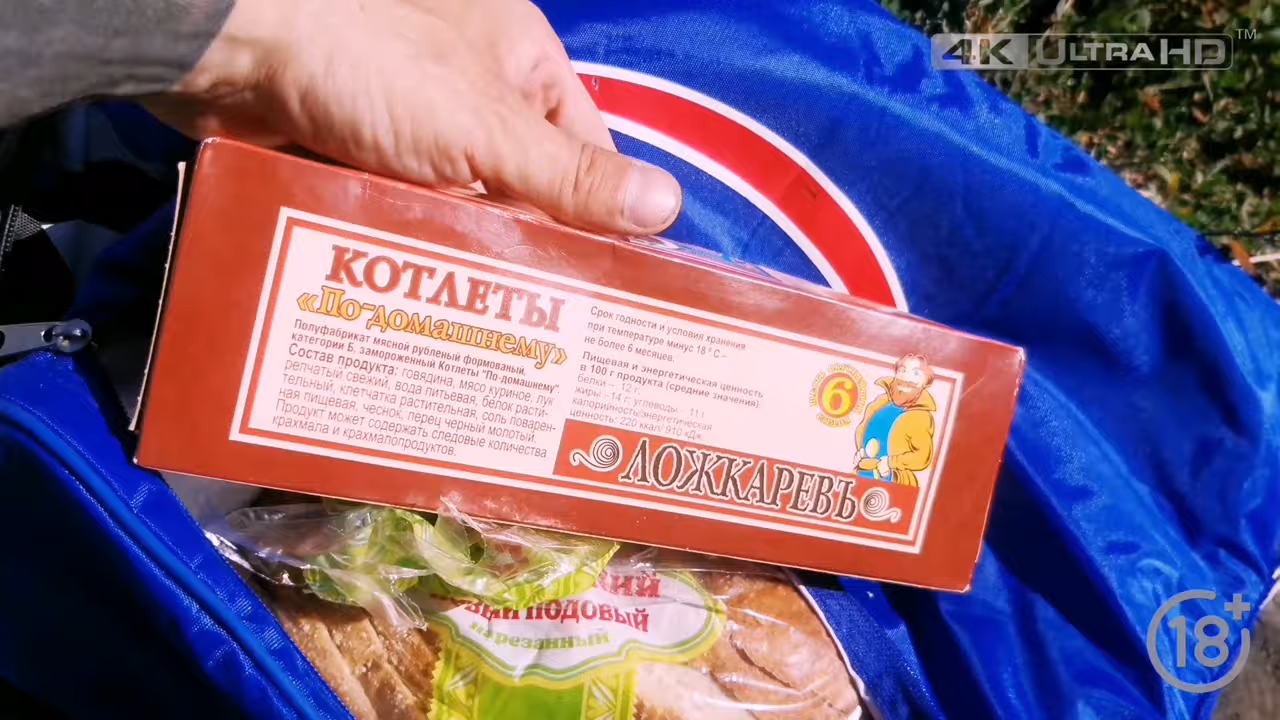 4K ULTRA HD™
КОТЛЕТЫ
«По-домашнему»
Полуфабрикат мясной рубленый формованый,
категории Б, замороженный Котлеты "По-домашнему"
Состав продукта: говядина, мясо куриное, лук
репчатый свежий, вода питьевая, белок расти-
тельный, клетчатка растительная, соль поварен-
ная пищевая, чеснок, перец черный молотый.
Продукт может содержать следовые количества
крахмала и крахмалопродуктов.
Срок годности и условия хранения
при температуре минус 18 º С –
не более 6 месяцев.
Пищевая и энергетическая ценность
в 100 г продукта (средние значения):
белки – 12 г
жиры - 14 г; углеводы - 11 г
калорийность/энергетическая
ценность: 220 ккал/ 910 кДж
6
ЛОЖКАРЕВЪ
подовый
нарезанный
18+